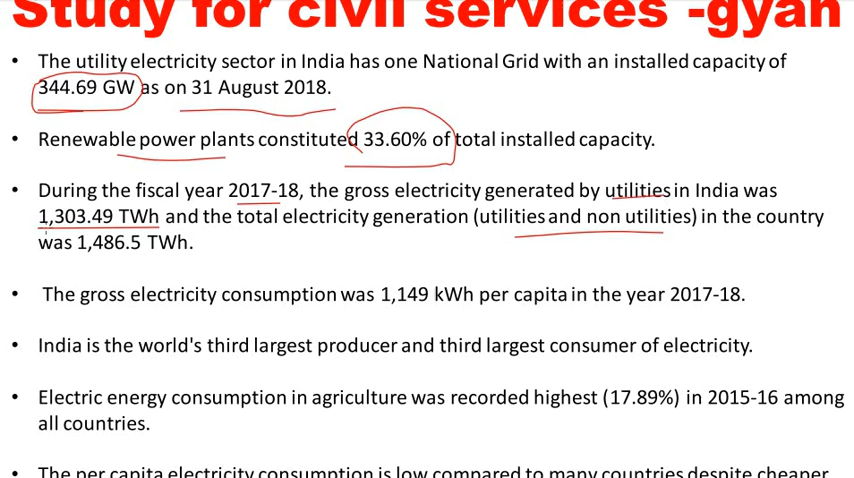 Study for civil services -gyan
• The utility electricity sector in India has one National Grid with an installed capacity of
344.69 GW as on 31 August 2018.
• Renewable power plants constituted 33.60% of total installed capacity.
• During the fiscal year 2017-18, the gross electricity generated by utilities in India was
1,303.49 TWh and the total electricity generation (utilities and non utilities) in the country
was 1,486.5 TWh.
• The gross electricity consumption was 1,149 kWh per capita in the year 2017-18.
• India is the world's third largest producer and third largest consumer of electricity.
• Electric energy consumption in agriculture was recorded highest (17.89%) in 2015-16 among
all countries.
• The per capita electricity consumption is low compared to many countries despite cheaper